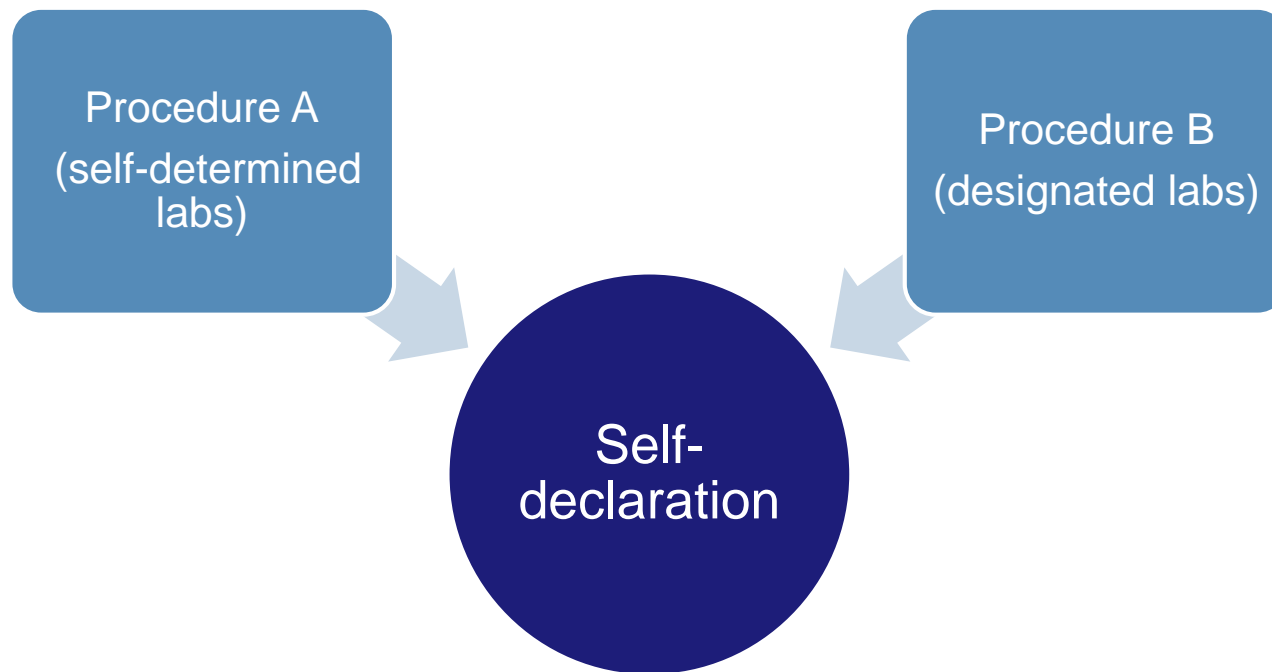 Procedure A
(self-determined
labs)
Procedure B
(designated labs)
Self-
declaration